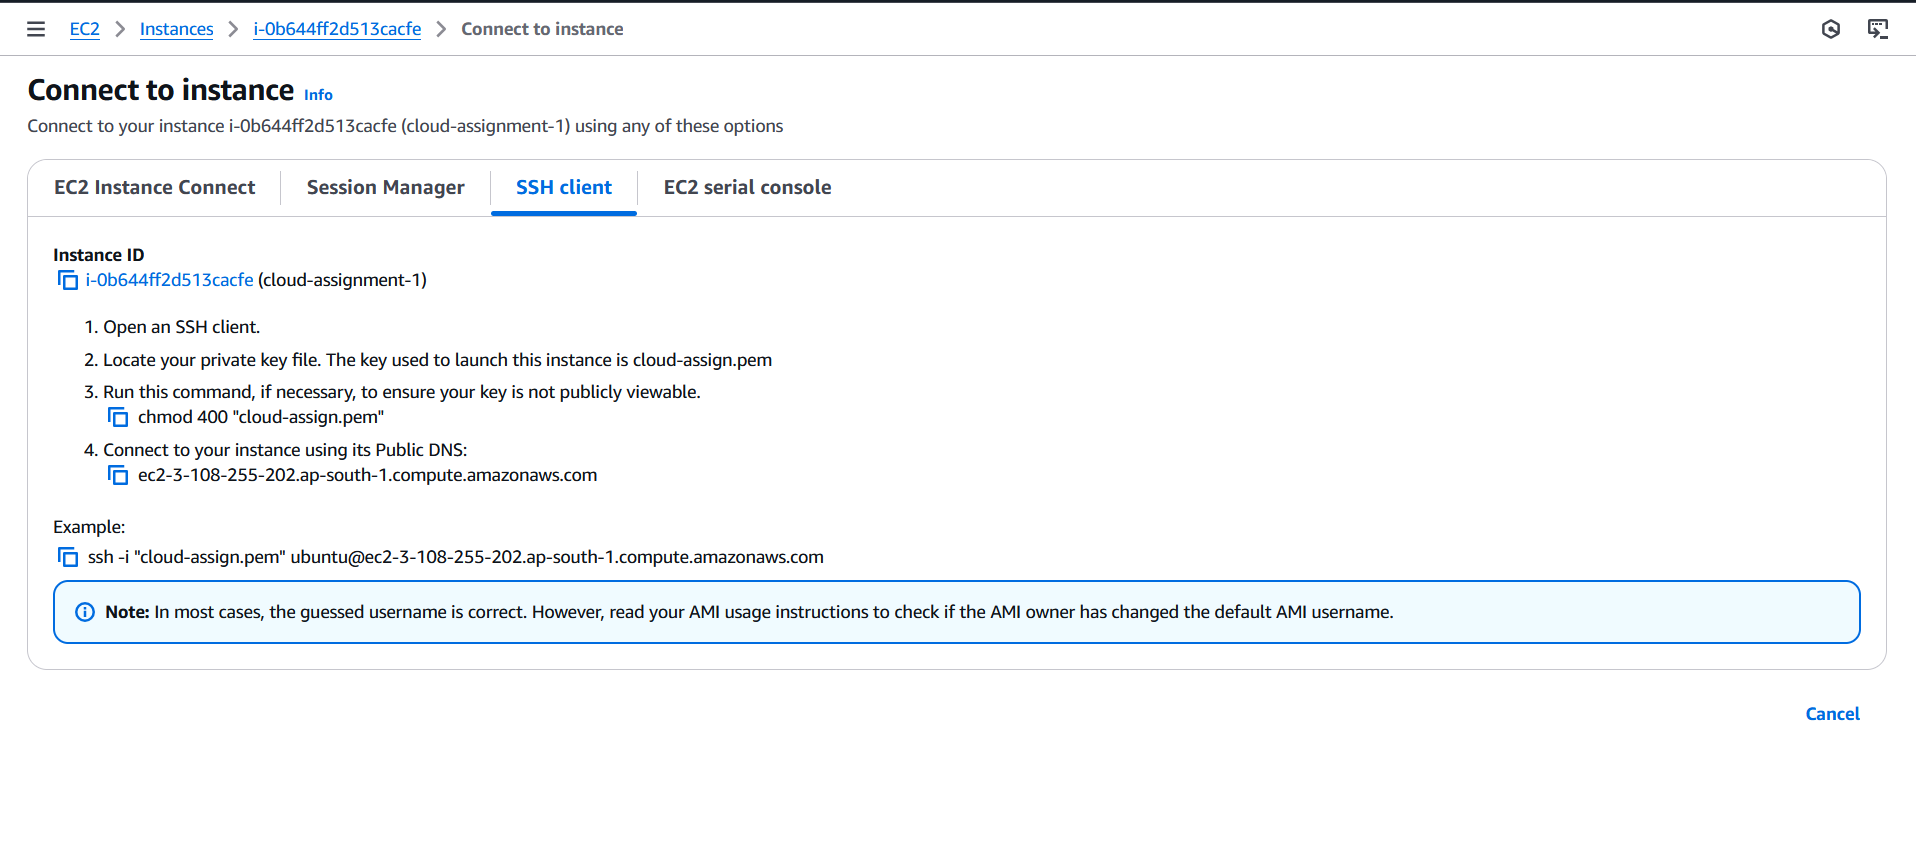 EC2 > Instances > i-0b644ff2d513cacfe > Connect to instance
Connect to instance Info
Connect to your instance i-0b644ff2d513cacfe (cloud-assignment-1) using any of these options
EC2 Instance Connect Session Manager SSH client EC2 serial console
Instance ID
i-0b644ff2d513cacfe (cloud-assignment-1)
1. Open an SSH client.
2. Locate your private key file. The key used to launch this instance is cloud-assign.pem
3. Run this command, if necessary, to ensure your key is not publicly viewable.
chmod 400 "cloud-assign.pem"
4. Connect to your instance using its Public DNS:
ec2-3-108-255-202.ap-south-1.compute.amazonaws.com
Example:
ssh -i "cloud-assign.pem" ubuntu@ec2-3-108-255-202.ap-south-1.compute.amazonaws.com
Note: In most cases, the guessed username is correct. However, read your AMI usage instructions to check if the AMI owner has changed the default AMI username.
Cancel